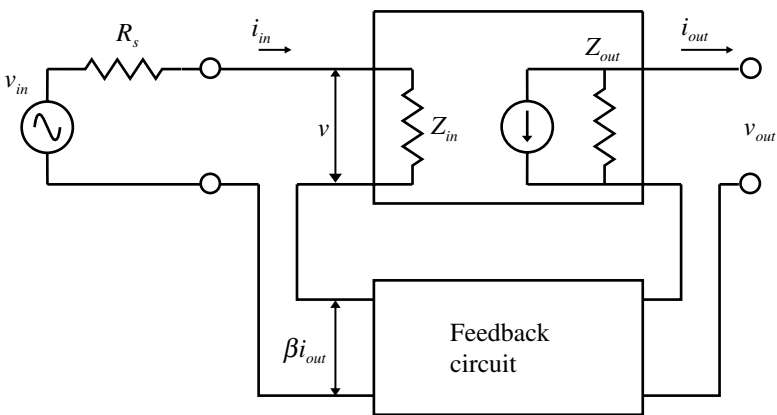 R_s
i_in
v_in
v
Z_in
Z_out
i_out
v_out
βi_out
Feedback
circuit